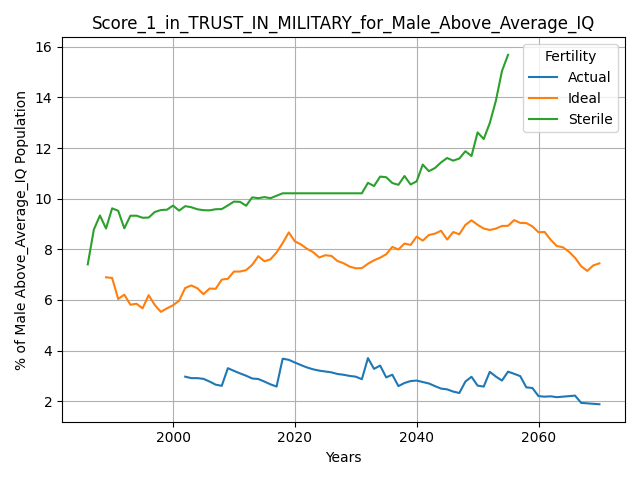 Score_1_in_TRUST_IN_MILITARY_for_Male_Above_Average_IQ
% of Male Above_Average_IQ Population
16
14
12
10
8
6
4
2
Fertility
Actual
Ideal
Sterile
2000
2020
2040
2060
Years